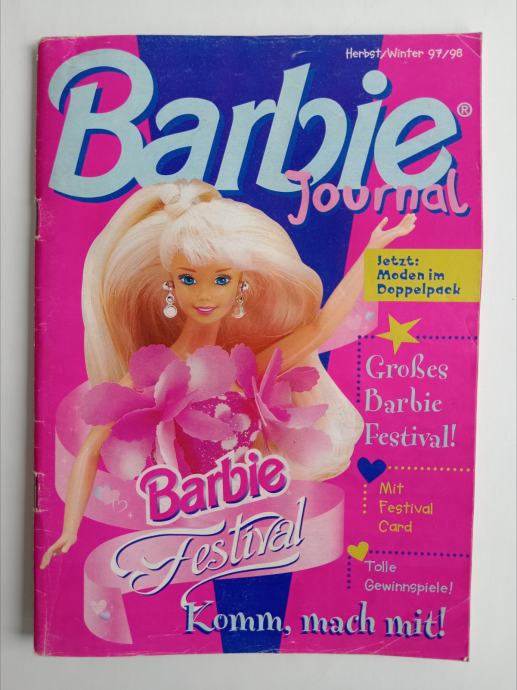 Herbst/Winter 97/98
Barbie®
Journal
Jetzt:
Moden im
Doppelpack
Großes
Barbie
Festival!
Mit
Festival
Card
Tolle
Gewinnspiele!
Barbie
Festival
Komm, mach mit!